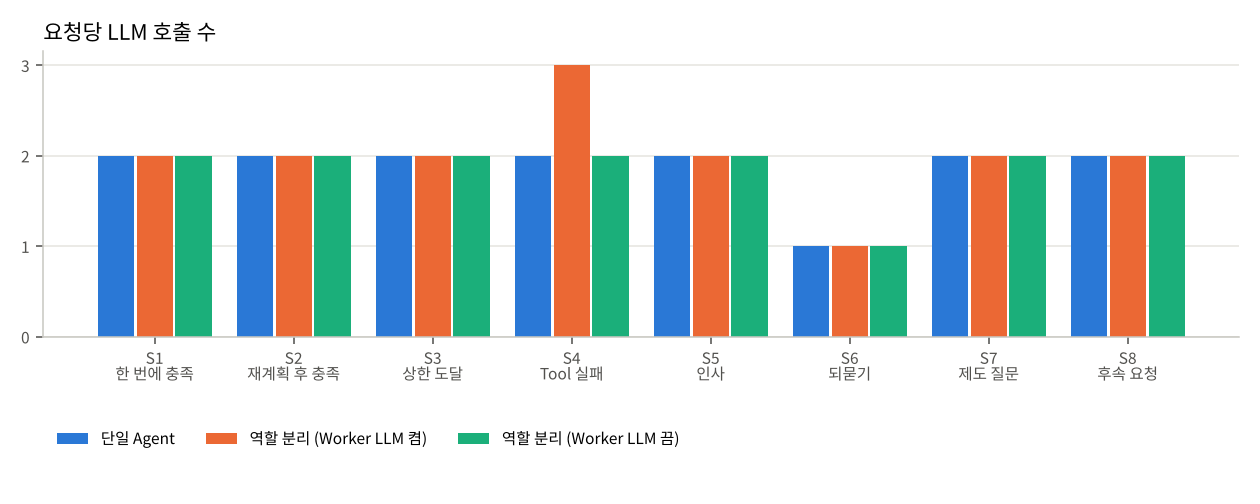 요청당 LLM 호출 수
3
2
1
0
S1
한 번에 충족
S2
재계획 후 충족
S3
상한 도달
S4
Tool 실패
S5
인사
S6
되묻기
S7
제도 질문
S8
후속 요청
단일 Agent
역할 분리 (Worker LLM 켬)
역할 분리 (Worker LLM 끔)